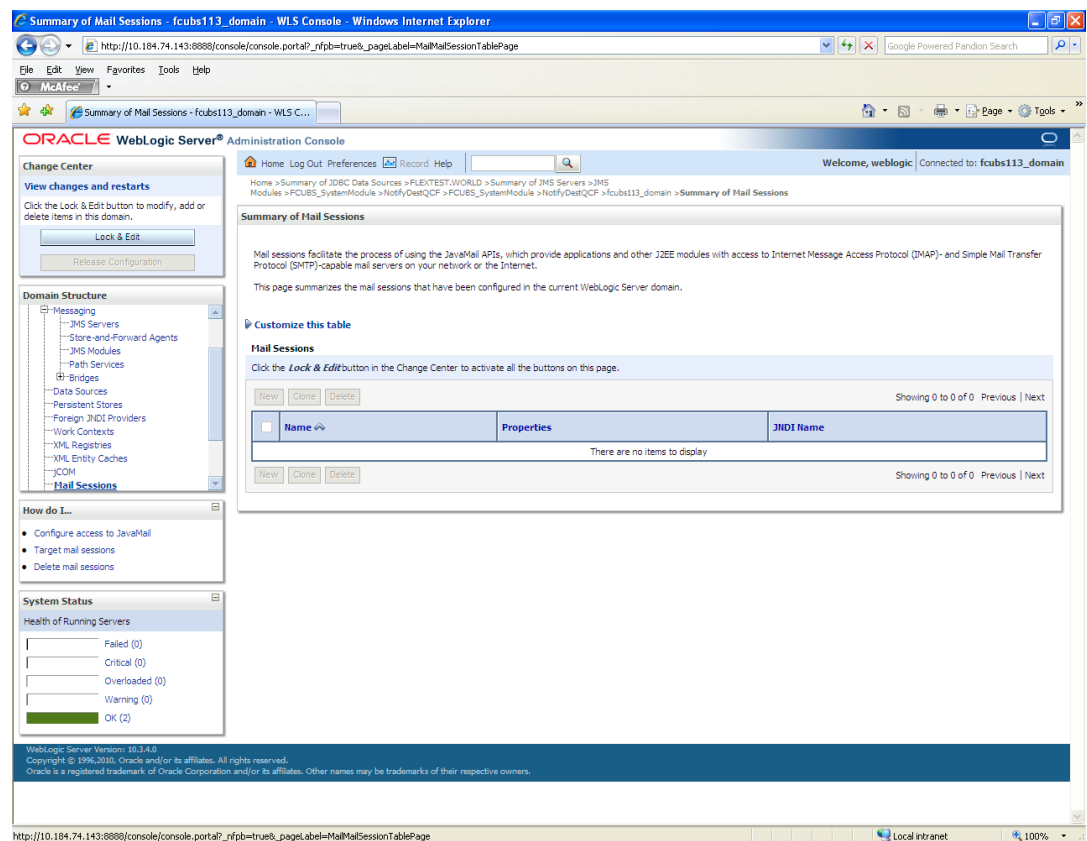 Summary of Mail Sessions - fcubs113_domain - WLS Console - Windows Internet Explorer
http://10.184.74.143:8888/console/console.portal?_nfpb=true&_pageLabel=MailMailSessionTablePage
Google Powered Pandion Search
File Edit View Favorites Tools Help
McAfee
Summary of Mail Sessions - fcubs113_domain - WLS C...
Page Tools »
ORACLE WebLogic Server® Administration Console
Change Center
View changes and restarts
Click the Lock & Edit button to modify, add or
delete items in this domain.
Lock & Edit
Release Configuration
Domain Structure
Messaging
JMS Servers
Store-and-Forward Agents
JMS Modules
Path Services
Bridges
Data Sources
Persistent Stores
Foreign JNDI Providers
Work Contexts
XML Registries
XML Entity Caches
jCOM
Mail Sessions
How do I...
Configure access to JavaMail
Target mail sessions
Delete mail sessions
System Status
Health of Running Servers
Failed (0)
Critical (0)
Overloaded (0)
Warning (0)
OK (2)
Home Log Out Preferences Record Help
Welcome, weblogic Connected to: fcubs113_domain
Home >Summary of JDBC Data Sources >FLEXTEST.WORLD >Summary of JMS Servers >JMS
Modules >FCUBS_SystemModule >NotifyDestQCF >FCUBS_SystemModule >NotifyDestQCF >fcubs113_domain >Summary of Mail Sessions
Summary of Mail Sessions
Mail sessions facilitate the process of using the JavaMail APIs, which provide applications and other J2EE modules with access to Internet Message Access Protocol (IMAP)- and Simple Mail Transfer
Protocol (SMTP)-capable mail servers on your network or the Internet.
This page summarizes the mail sessions that have been configured in the current WebLogic Server domain.
Customize this table
Mail Sessions
Click the Lock & Edit button in the Change Center to activate all the buttons on this page.
New Clone Delete Showing 0 to 0 of 0 Previous | Next
Name Properties JNDI Name
There are no items to display
New Clone Delete Showing 0 to 0 of 0 Previous | Next
WebLogic Server Version: 10.3.4.0
Copyright © 1996,2010, Oracle and/or its affiliates. All rights reserved.
Oracle is a registered trademark of Oracle Corporation and/or its affiliates. Other names may be trademarks of their respective owners.
http://10.184.74.143:8888/console/console.portal?_nfpb=true&_pageLabel=MailMailSessionTablePage
Local intranet 100%